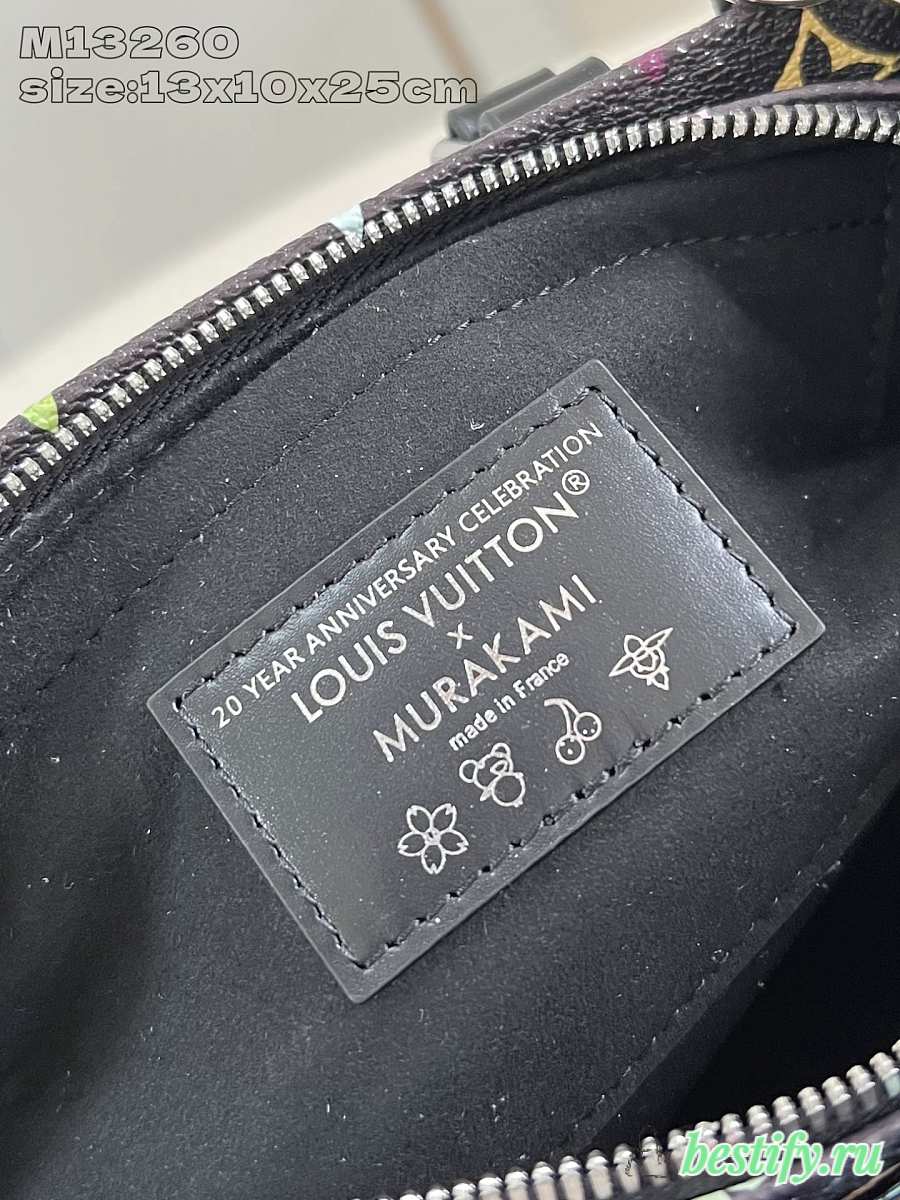 M13260
size:13x10x25cm
20 YEAR ANNIVERSARY CELEBRATION
LOUIS VUITTON®
x
MURAKAMI
made in France
bestify.ru